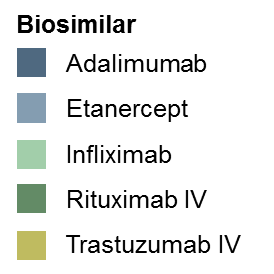 Biosimilar
Adalimumab
Etanercept
Infliximab
Rituximab IV
Trastuzumab IV